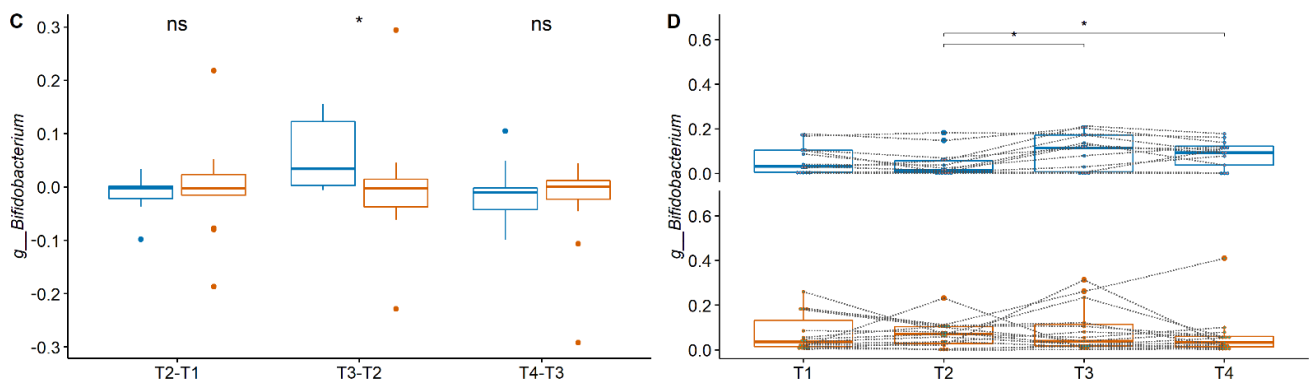 C
g__Bifidobacterium
0.3
0.2
0.1
0.0
-0.1
-0.2
-0.3
ns
*
ns
T2-T1
T3-T2
T4-T3
D
g__Bifidobacterium
0.6
0.4
0.2
0.0
*
*
g__Bifidobacterium
0.6
0.4
0.2
0.0
T1
T2
T3
T4